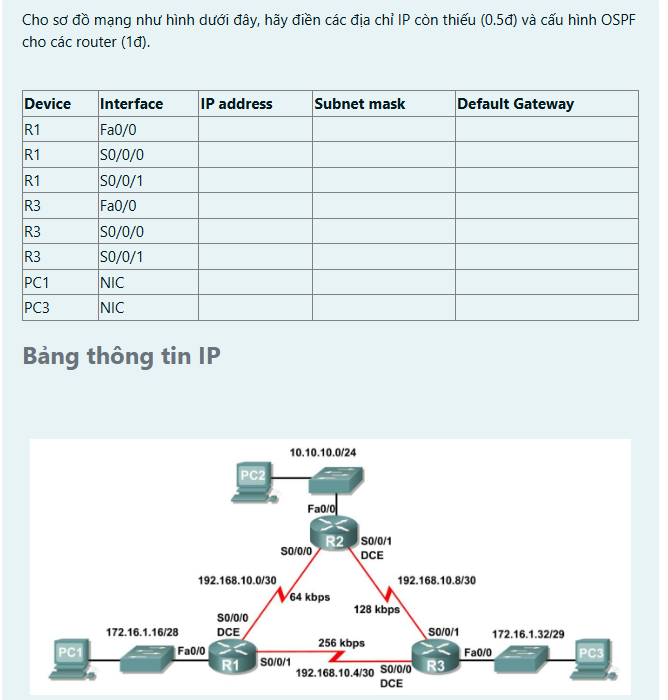 Cho sơ đồ mạng như hình dưới đây, hãy điền các địa chỉ IP còn thiếu (0.5đ) và cấu hình OSPF
cho các router (1đ).
Device Interface IP address Subnet mask Default Gateway
R1 Fa0/0
R1 S0/0/0
R1 S0/0/1
R3 Fa0/0
R3 S0/0/0
R3 S0/0/1
PC1 NIC
PC3 NIC
Bảng thông tin IP
10.10.10.0/24
PC2
Fa0/0
R2 S0/0/1
S0/0/0 DCE
192.168.10.0/30 192.168.10.8/30
64 kbps
128 kbps
S0/0/0
172.16.1.16/28 DCE S0/0/1 172.16.1.32/29
256 kbps
PC1 Fa0/0 R1 S0/0/1 R3 Fa0/0 PC3
192.168.10.4/30 S0/0/0
DCE